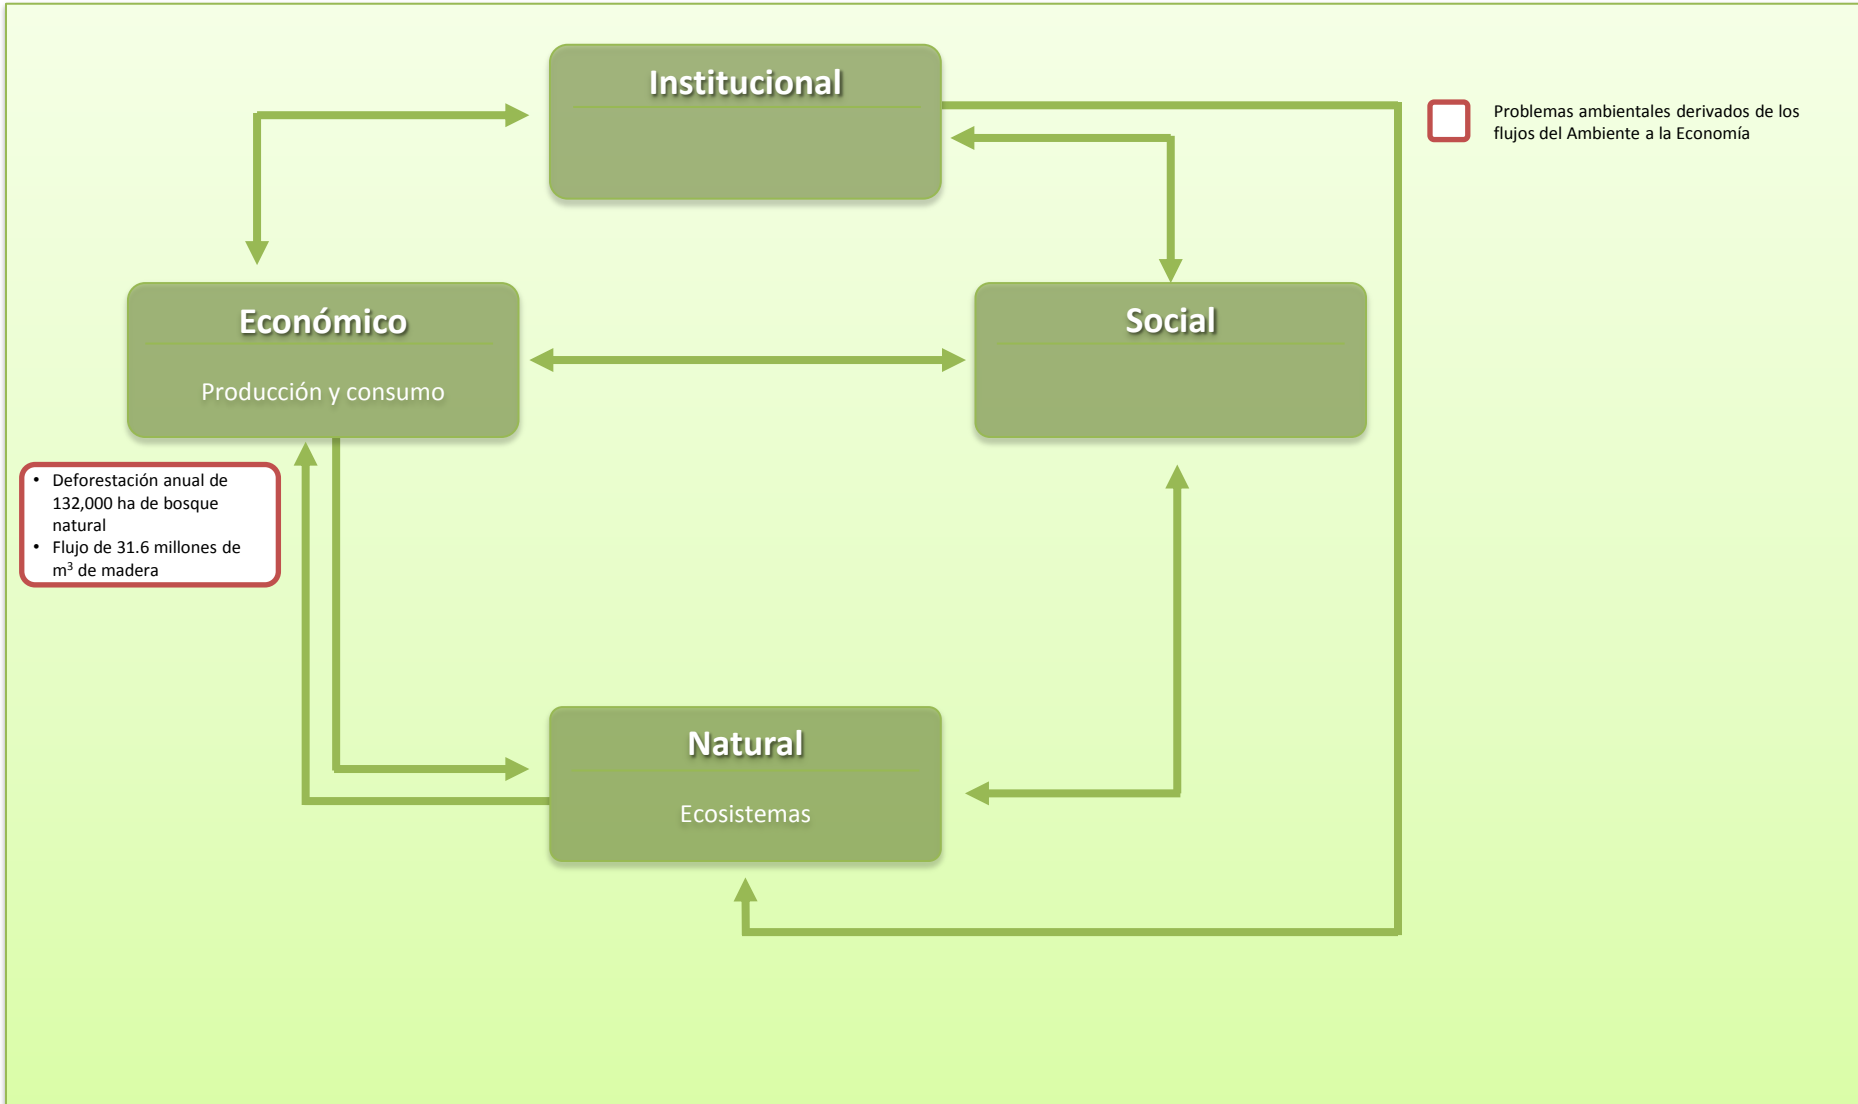 Institucional
Problemas ambientales derivados de los
flujos del Ambiente a la Economía
Económico
Producción y consumo
Social
• Deforestación anual de
132,000 ha de bosque
natural
• Flujo de 31.6 millones de
m³ de madera
Natural
Ecosistemas